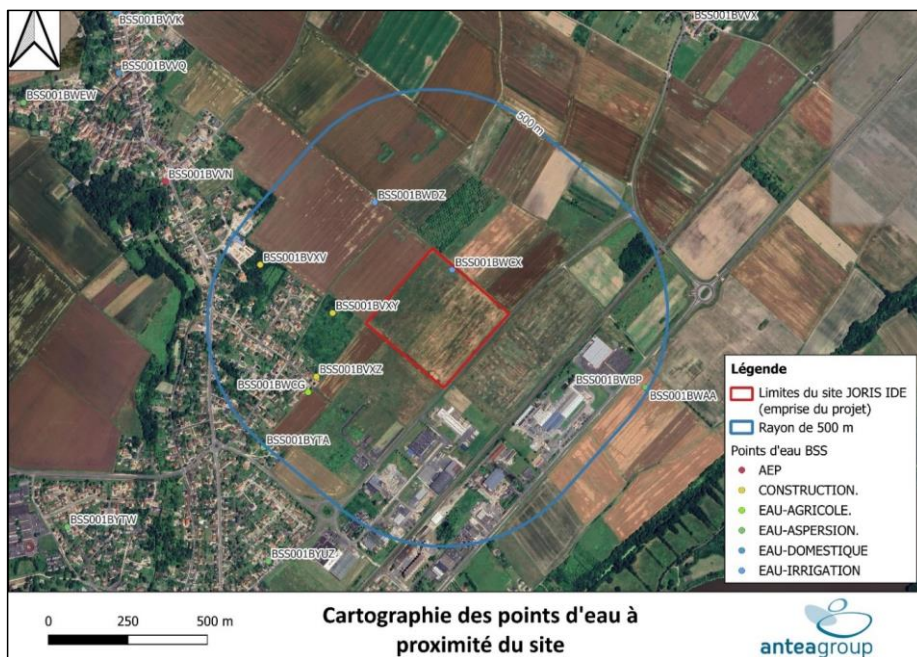 BSS001BVVK
BSS001BVVX
BSS001BVVQ
BSS001BWEW
500 m
BSS001BVVN
BSS001BWDZ
BSS001BVXV
BSS001BWCX
BSS001BVXY
BSS001BVXZ
BSS001BWCG
BSS001BWBP
BSS001BWAA
BSS001BYTA
BSS001BYTW
BSS001BYUZ
Légende
Limites du site JORIS IDE
(emprise du projet)
Rayon de 500 m
Points d'eau BSS
AEP
CONSTRUCTION.
EAU-AGRICOLE.
EAU-ASPERSION.
EAU-DOMESTIQUE
EAU-IRRIGATION
0 250 500 m
Cartographie des points d'eau à
proximité du site
anteagroup